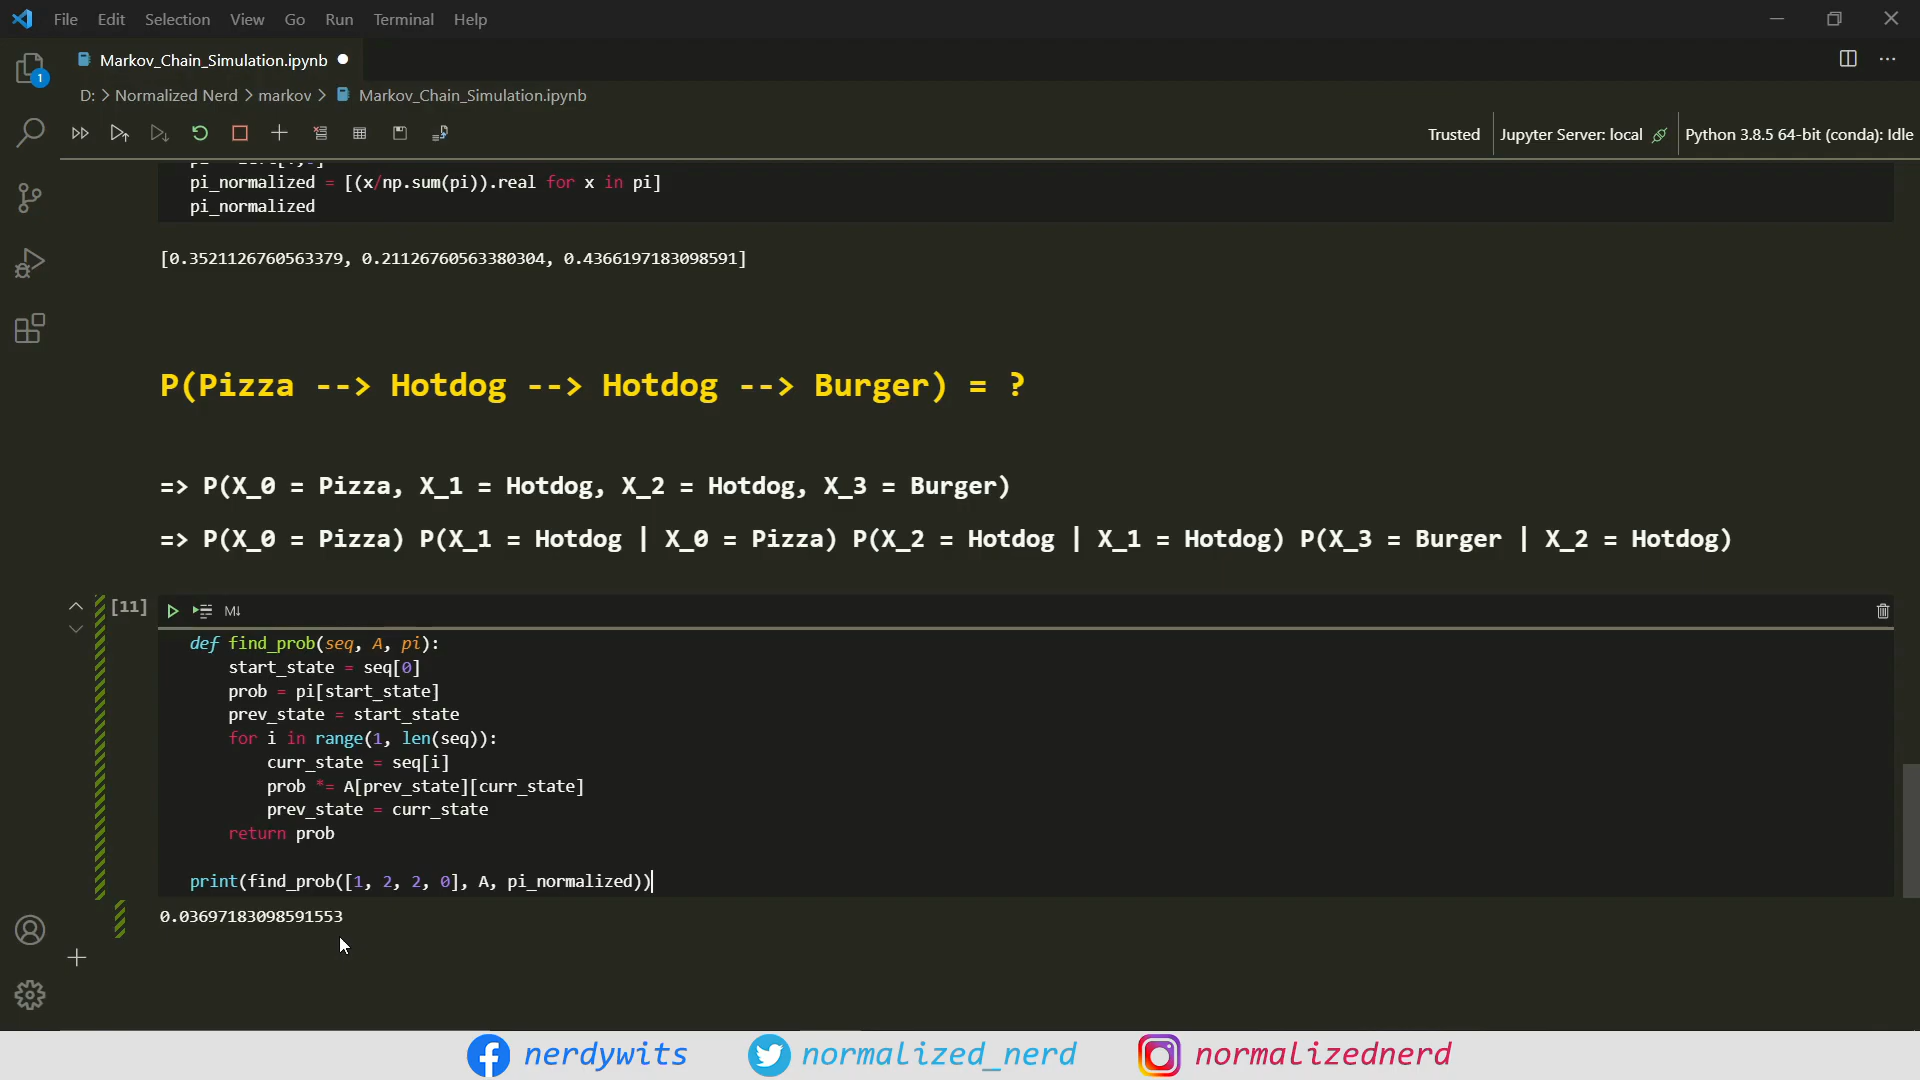 File Edit Selection View Go Run Terminal Help
Markov_Chain_Simulation.ipynb
1
D: > Normalized Nerd > markov > Markov_Chain_Simulation.ipynb
Trusted Jupyter Server: local Python 3.8.5 64-bit (conda): Idle
pi_normalized = [(x/np.sum(pi)).real for x in pi]
pi_normalized
[0.3521126760563379, 0.21126760563380304, 0.4366197183098591]
P(Pizza --> Hotdog --> Hotdog --> Burger) = ?
=> P(X_0 = Pizza, X_1 = Hotdog, X_2 = Hotdog, X_3 = Burger)
=> P(X_0 = Pizza) P(X_1 = Hotdog | X_0 = Pizza) P(X_2 = Hotdog | X_1 = Hotdog) P(X_3 = Burger | X_2 = Hotdog)
[11] M↓
def find_prob(seq, A, pi):
start_state = seq[0]
prob = pi[start_state]
prev_state = start_state
for i in range(1, len(seq)):
curr_state = seq[i]
prob *= A[prev_state][curr_state]
prev_state = curr_state
return prob
print(find_prob([1, 2, 2, 0], A, pi_normalized))
0.03697183098591553
nerdywits normalized_nerd normalizednerd